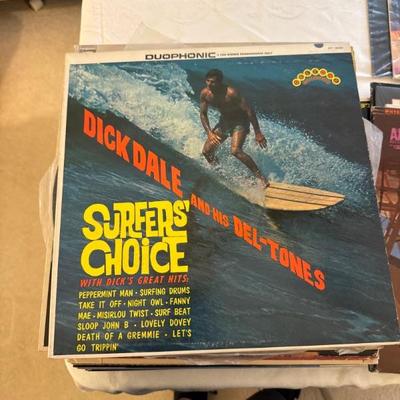 DUOPHONIC
DICK DALE
AND HIS DEL-TONES
SURFERS'
CHOICE
WITH DICK'S GREAT HITS:
PEPPERMINT MAN • SURFING DRUMS
TAKE IT OFF • NIGHT OWL • FANNY
MAE • MISIRLOU TWIST • SURF BEAT
SLOOP JOHN B • LOVELY DOVEY
DEATH OF A GREMMIE • LET'S
GO TRIPPIN'